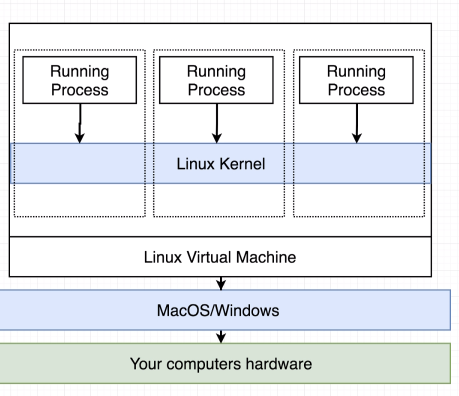 Running
Process
Running
Process
Running
Process
Linux Kernel
Linux Virtual Machine
MacOS/Windows
Your computers hardware